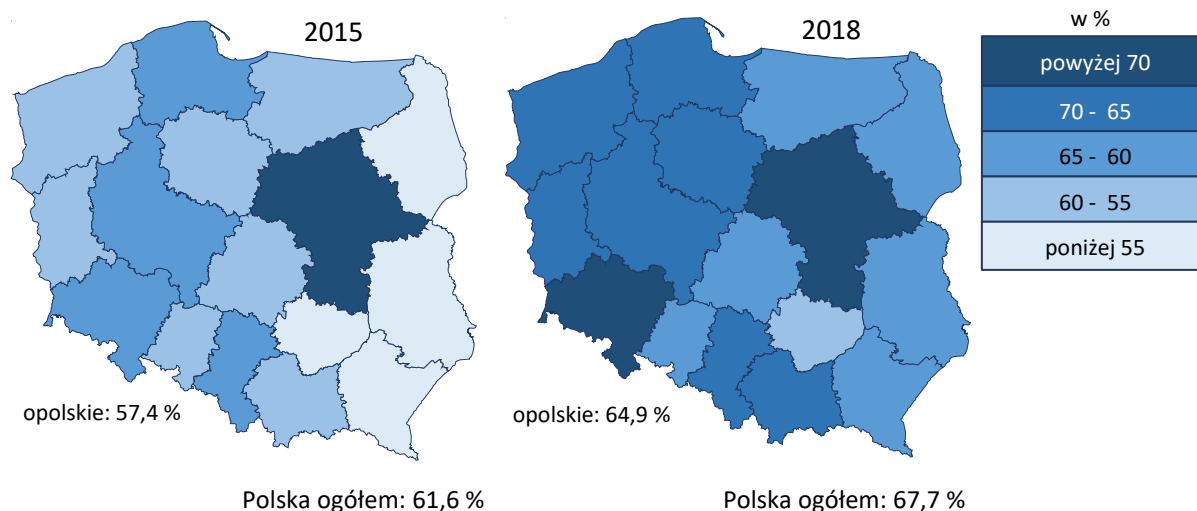 2015
opolskie: 57,4 %
Polska ogółem: 61,6 %
2018
opolskie: 64,9 %
Polska ogółem: 67,7 %
w %
powyżej 70
70 - 65
65 - 60
60 - 55
poniżej 55